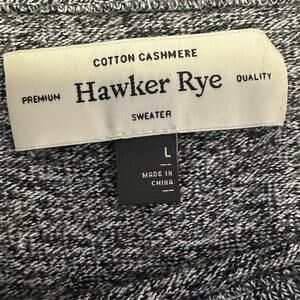 COTTON CASHMERE
PREMIUM Hawker Rye QUALITY
SWEATER
L
MADE IN
CHINA